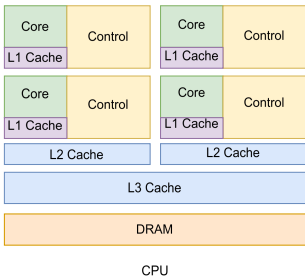 Core Control Core Control
L1 Cache L1 Cache
Core Control Core Control
L1 Cache L1 Cache
L2 Cache L2 Cache
L3 Cache
DRAM
CPU